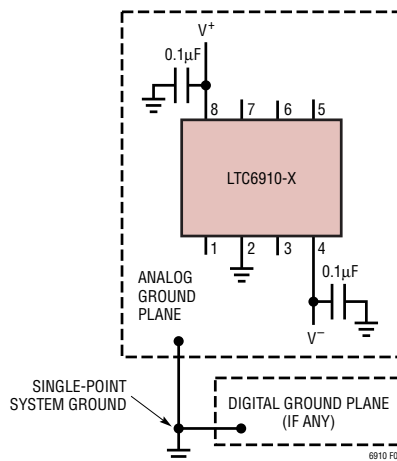 V+
0.1µF
8
7
6
5
LTC6910-X
1
2
3
4
ANALOG
GROUND
PLANE
0.1µF
V−
SINGLE-POINT
SYSTEM GROUND
DIGITAL GROUND PLANE
(IF ANY)
6910